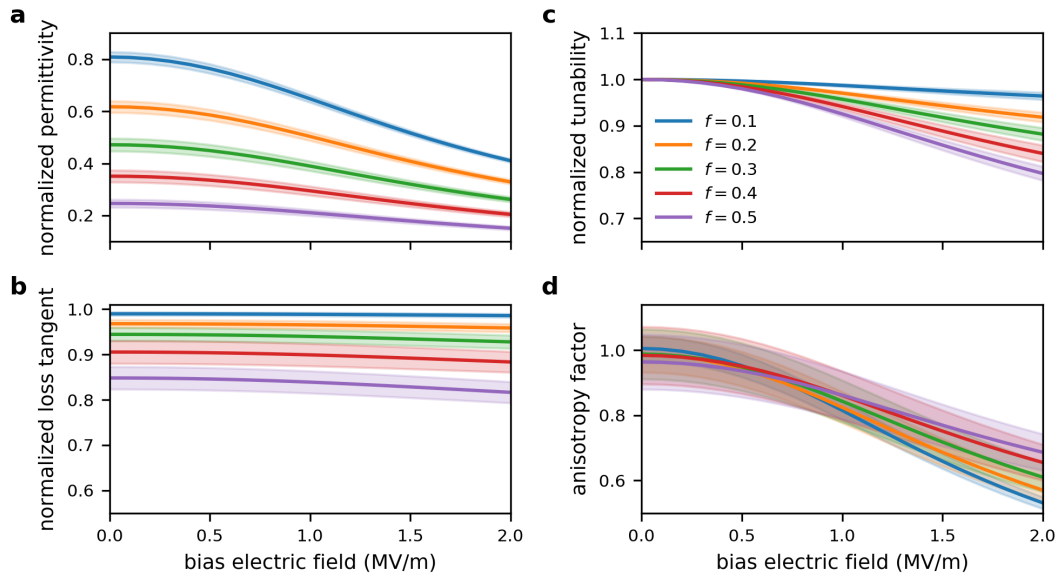 a
normalized permittivity
0.8
0.6
0.4
0.2
b
normalized loss tangent
1.0
0.9
0.8
0.7
0.6
0.0
0.5
1.0
1.5
2.0
bias electric field (MV/m)
c
normalized tunability
1.1
1.0
0.9
0.8
0.7
f = 0.1
f = 0.2
f = 0.3
f = 0.4
f = 0.5
d
anisotropy factor
1.0
0.8
0.6
0.0
0.5
1.0
1.5
2.0
bias electric field (MV/m)